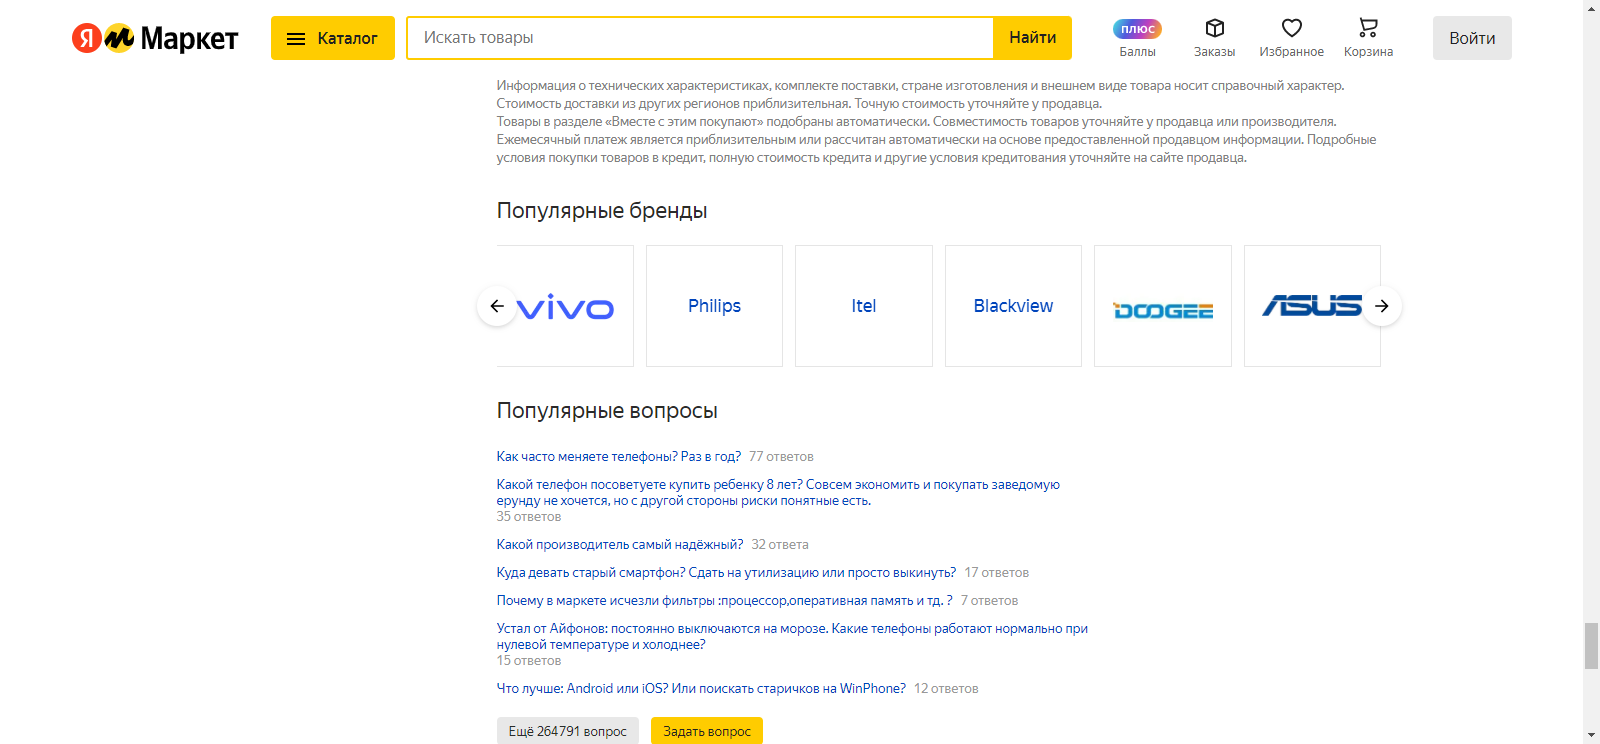 Я Маркет
Каталог
Искать товары
Найти
плюс
Баллы
Заказы
Избранное
Корзина
Войти
Информация о технических характеристиках, комплекте поставки, стране изготовления и внешнем виде товара носит справочный характер.
Стоимость доставки из других регионов приблизительная. Точную стоимость уточняйте у продавца.
Товары в разделе «Вместе с этим покупают» подобраны автоматически. Совместимость товаров уточняйте у продавца или производителя.
Ежемесячный платеж является приблизительным или рассчитан автоматически на основе предоставленной продавцом информации. Подробные
условия покупки товаров в кредит, полную стоимость кредита и другие условия кредитования уточняйте на сайте продавца.
Популярные бренды
vivo
Philips
Itel
Blackview
DOOGEE
ASUS
Популярные вопросы
Как часто меняете телефоны? Раз в год? 77 ответов
Какой телефон посоветуете купить ребенку 8 лет? Совсем экономить и покупать заведомую
ерунду не хочется, но с другой стороны риски понятные есть.
35 ответов
Какой производитель самый надёжный? 32 ответа
Куда девать старый смартфон? Сдать на утилизацию или просто выкинуть? 17 ответов
Почему в маркете исчезли фильтры :процессор,оперативная память и тд. ? 7 ответов
Устал от Айфонов: постоянно выключаются на морозе. Какие телефоны работают нормально при
нулевой температуре и холоднее?
15 ответов
Что лучше: Android или iOS? Или поискать старичков на WinPhone? 12 ответов
Ещё 264791 вопрос
Задать вопрос